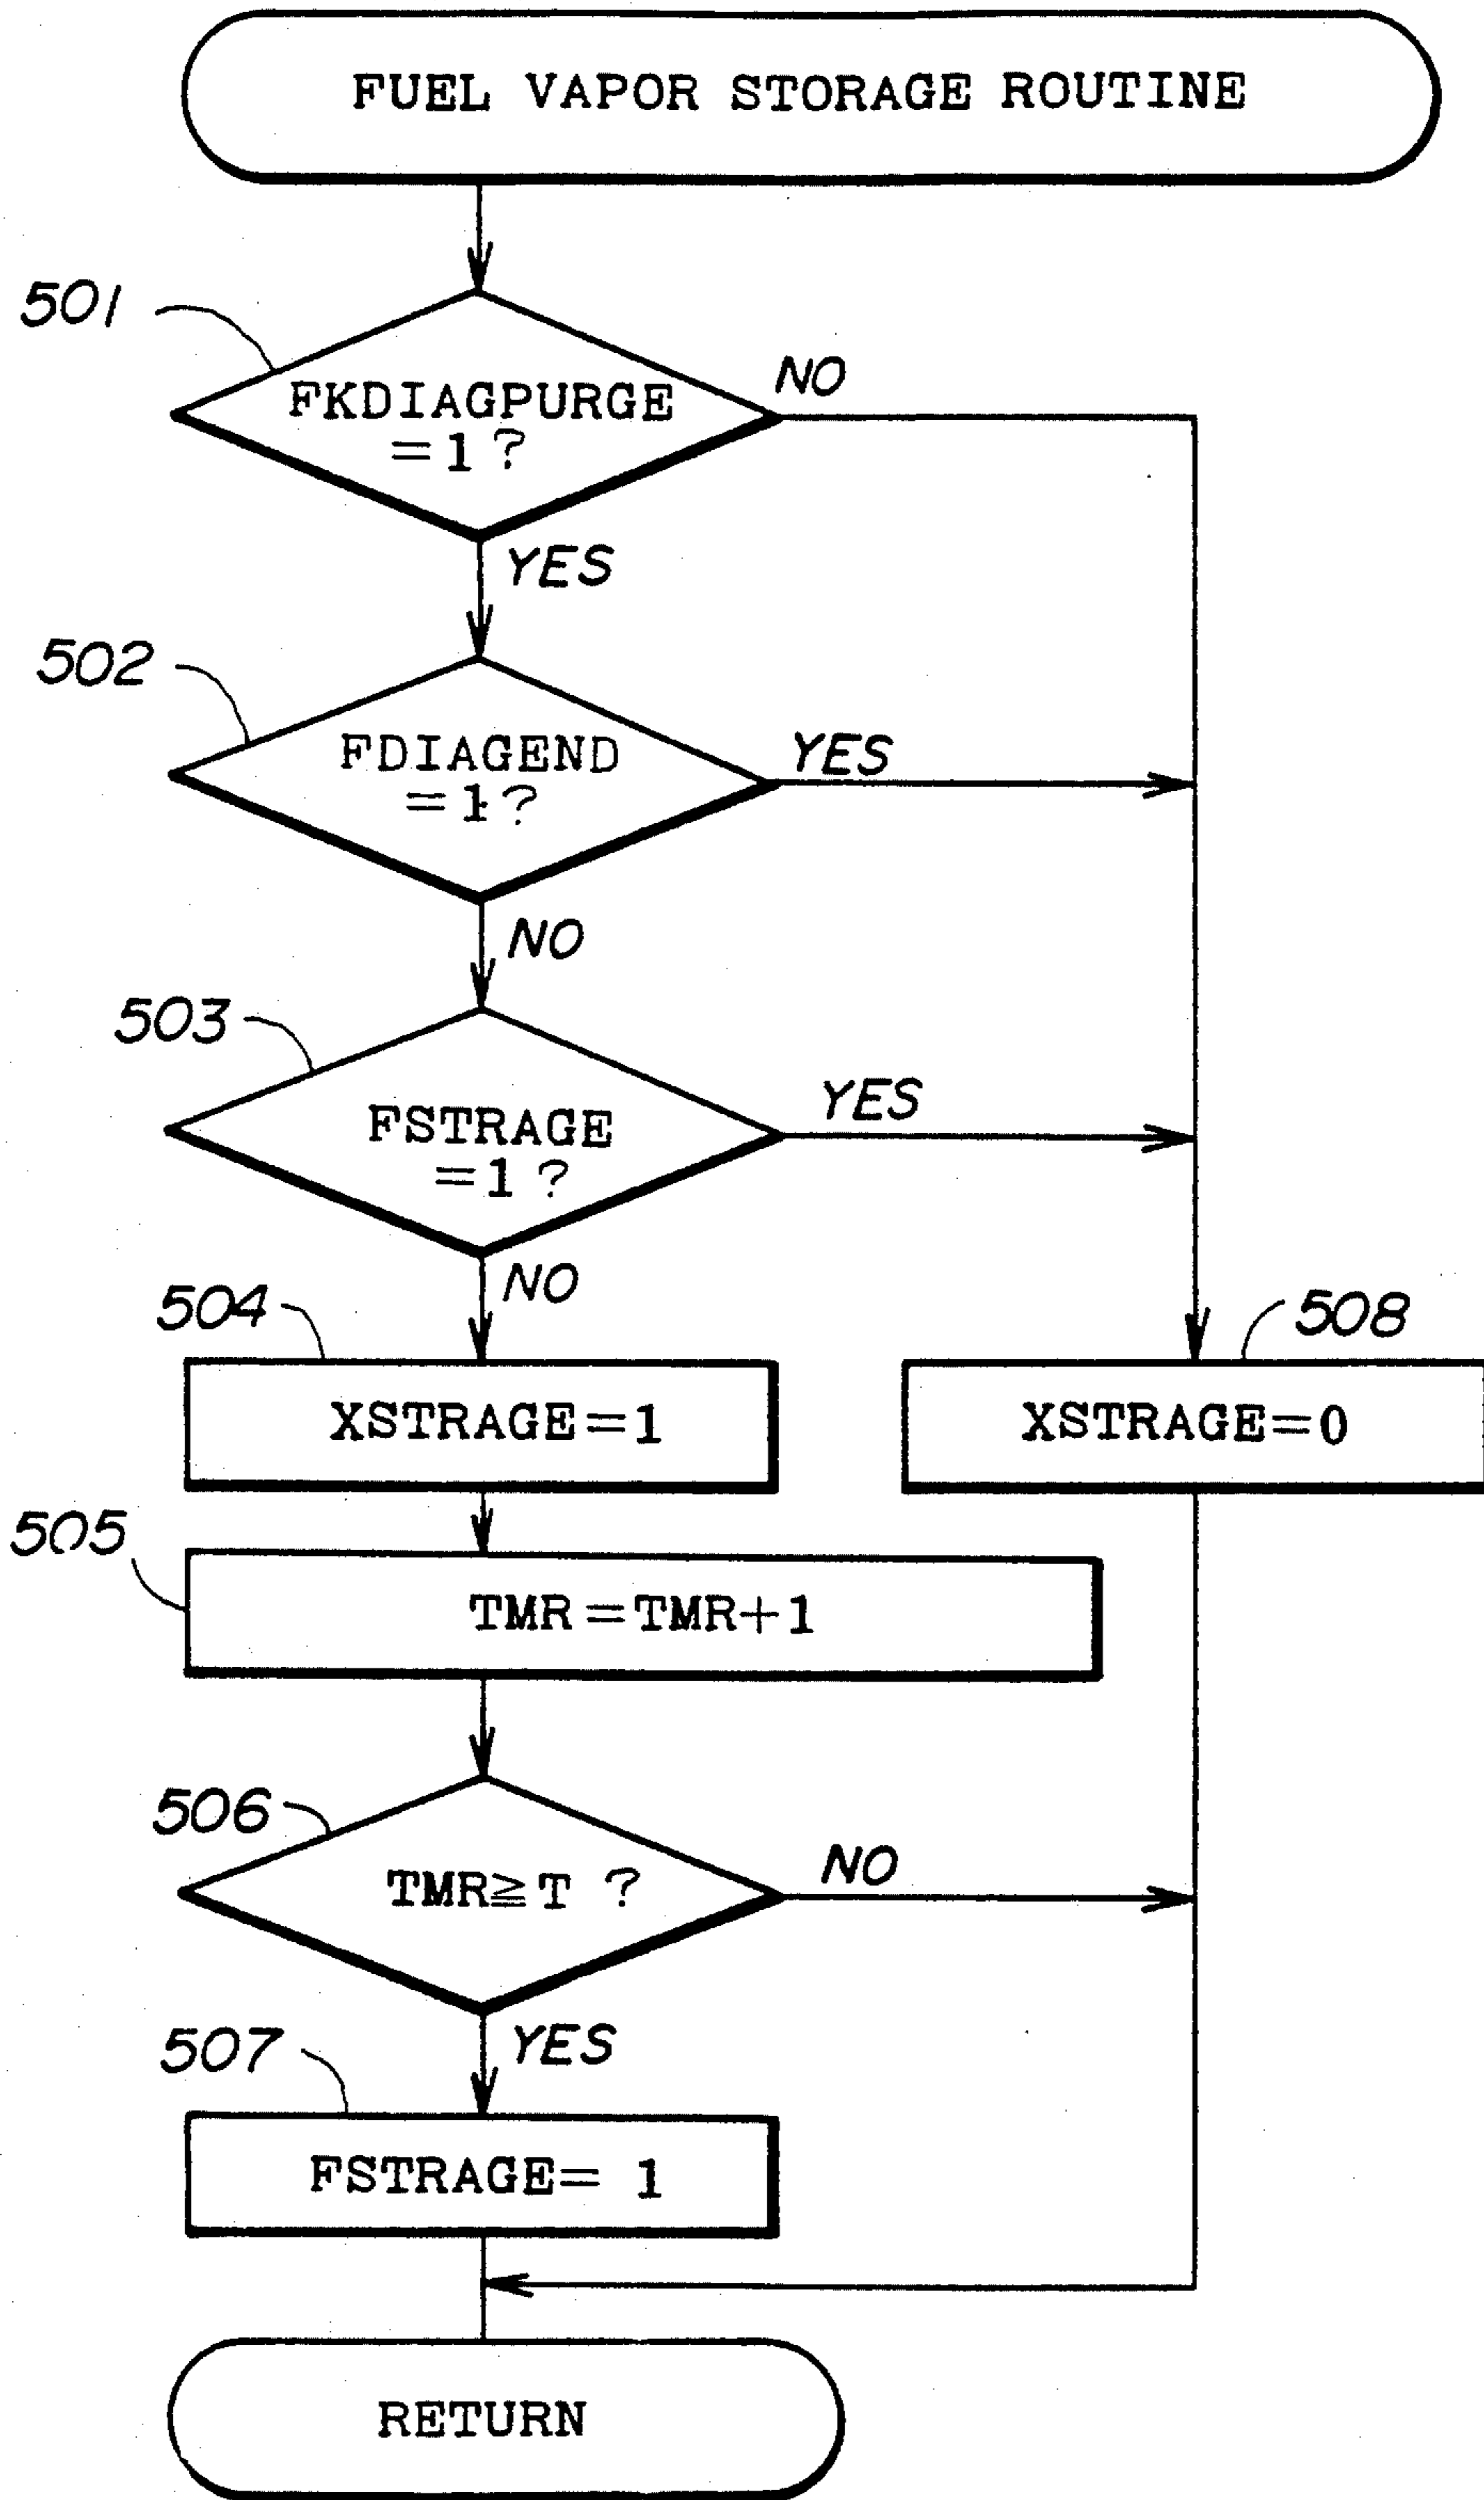 FUEL VAPOR STORAGE ROUTINE
501
FKDIAGPURGE
=1?
NO
YES
502
FDIAGEND
=1?
YES
NO
503
FSTRAGE
=1?
YES
NO
504
XSTRAGE=1
508
XSTRAGE=0
505
TMR=TMR+1
506
TMR≧T ?
NO
YES
507
FSTRAGE= 1
RETURN